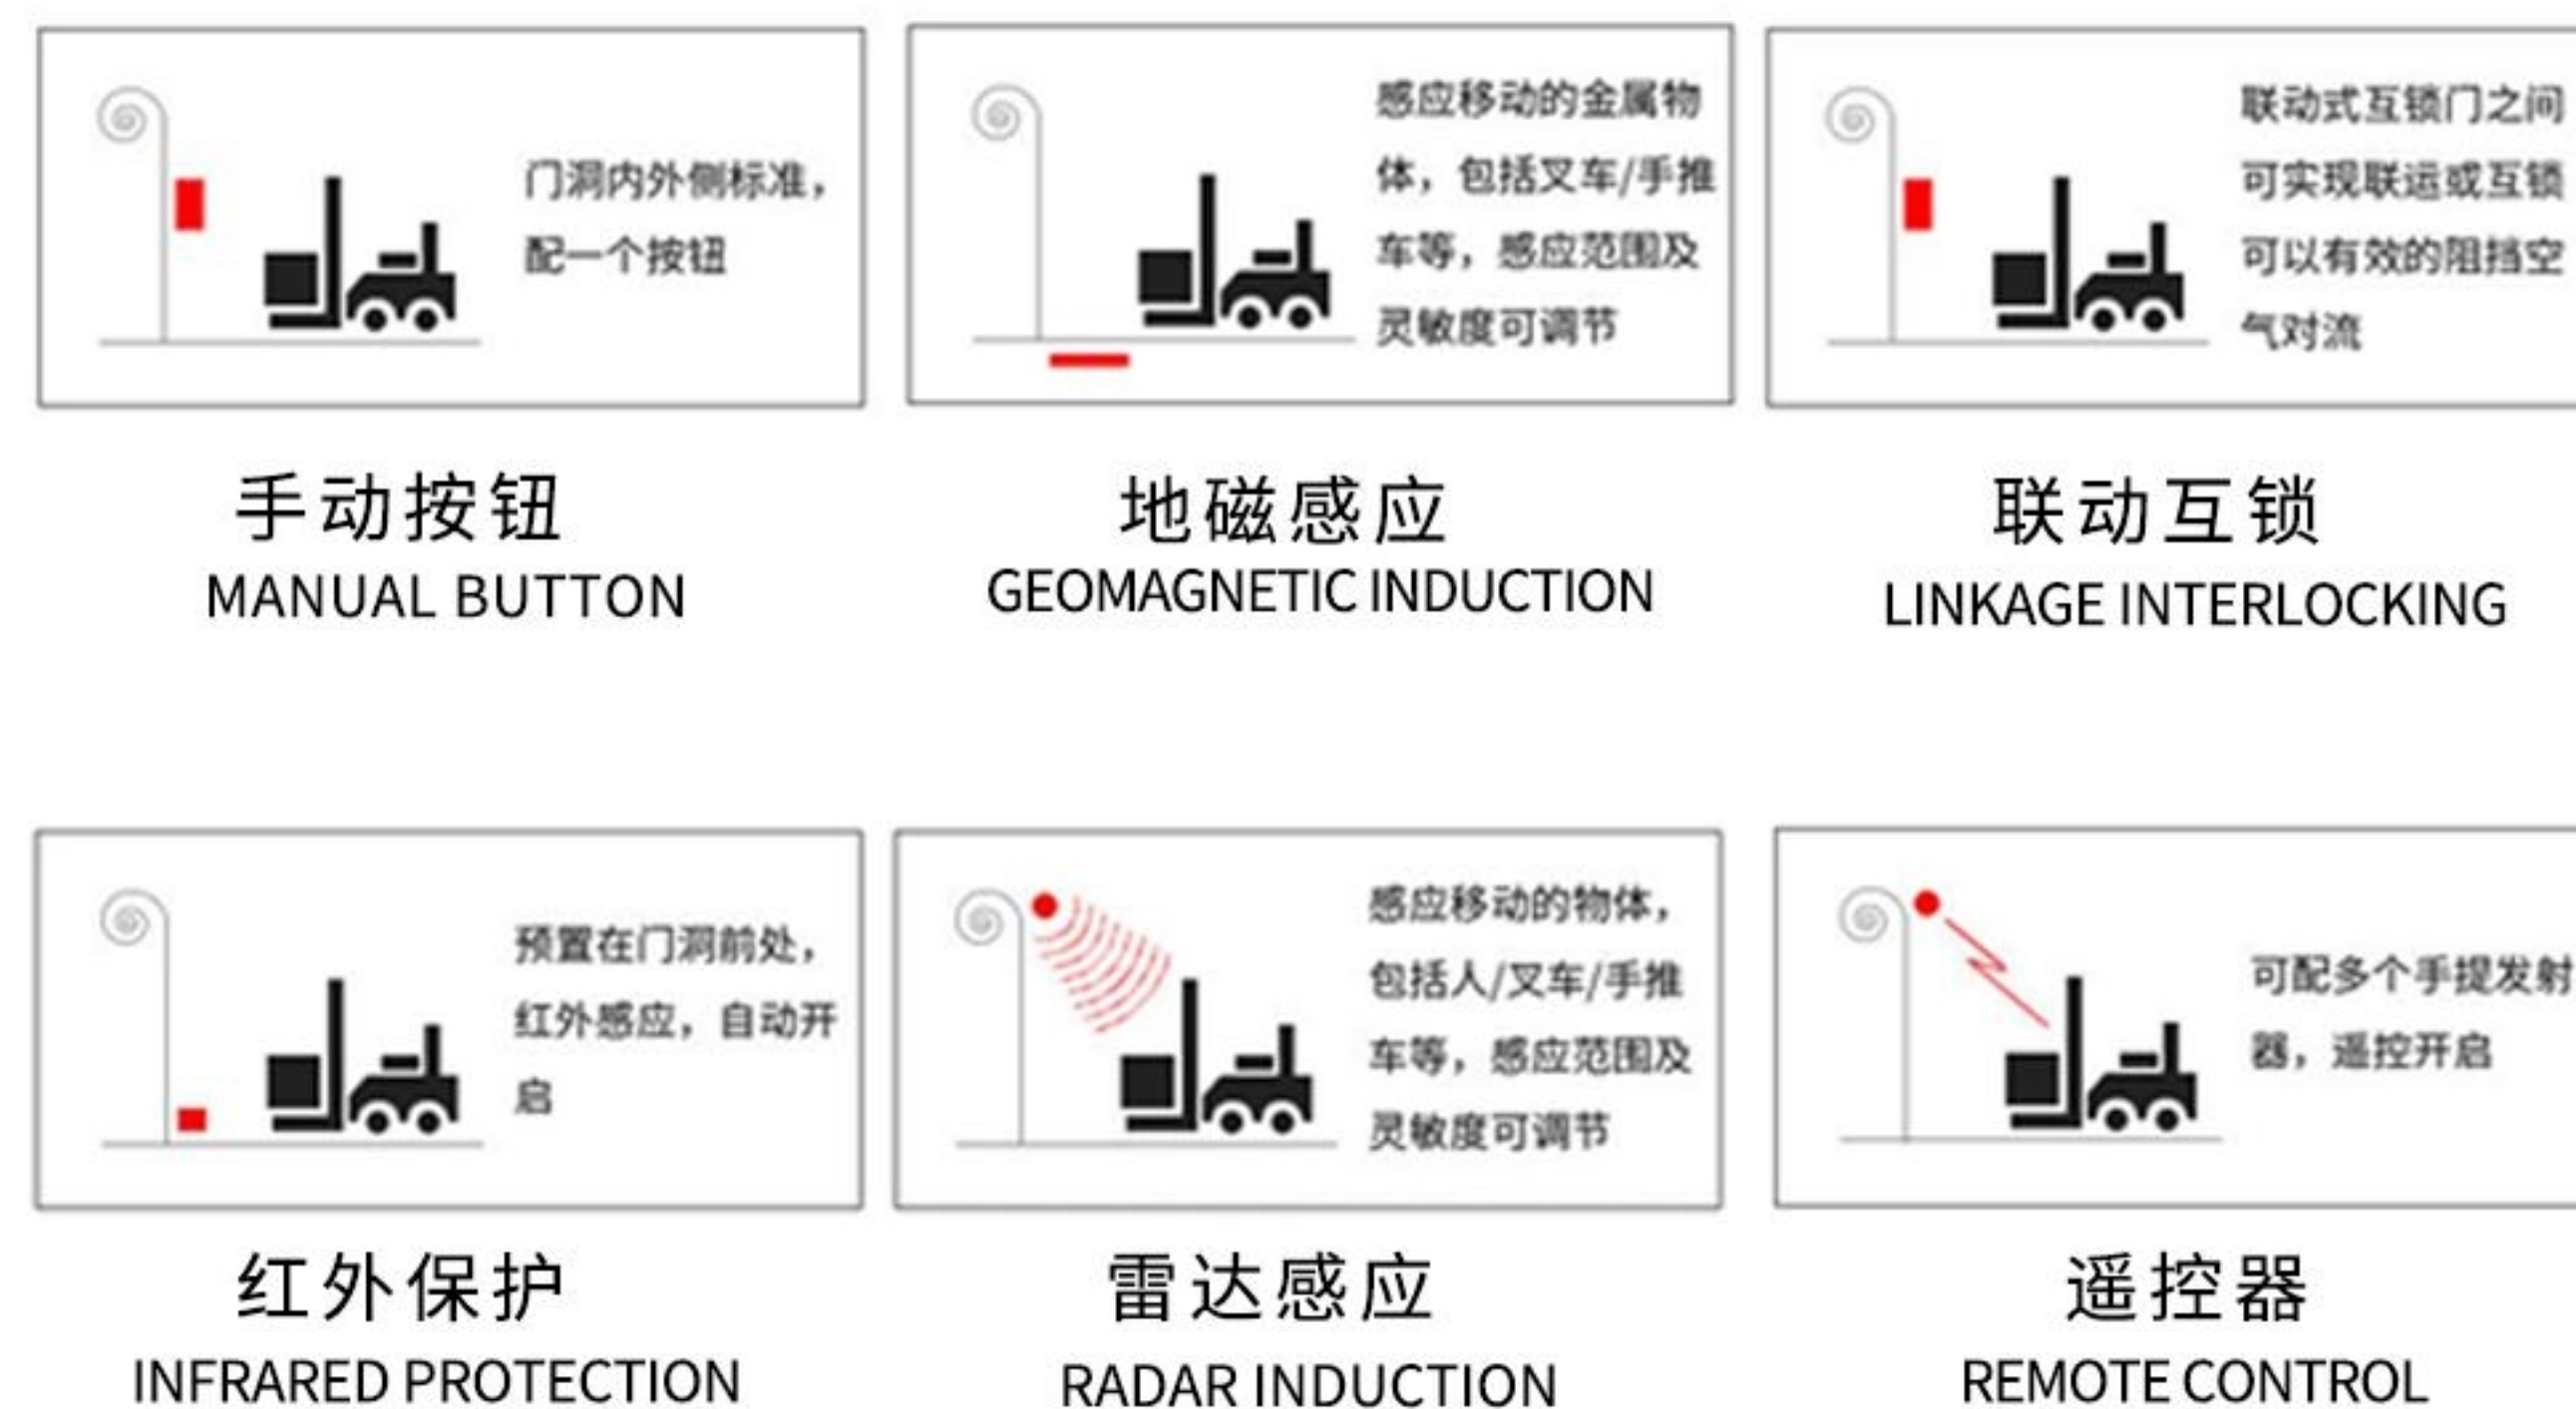 门洞内外侧标准，
配一个按钮
手动按钮
MANUAL BUTTON
感应移动的金属物
体，包括叉车/手推
车等，感应范围及
灵敏度可调节
地磁感应
GEOMAGNETIC INDUCTION
联动式互锁门之间
可实现联运或互锁
可以有效的阻挡空
气对流
联动互锁
LINKAGE INTERLOCKING
预置在门洞前处，
红外感应，自动开
启
红外保护
INFRARED PROTECTION
感应移动的物体，
包括人/叉车/手推
车等，感应范围及
灵敏度可调节
雷达感应
RADAR INDUCTION
可配多个手提发射
器，遥控开启
遥控器
REMOTE CONTROL